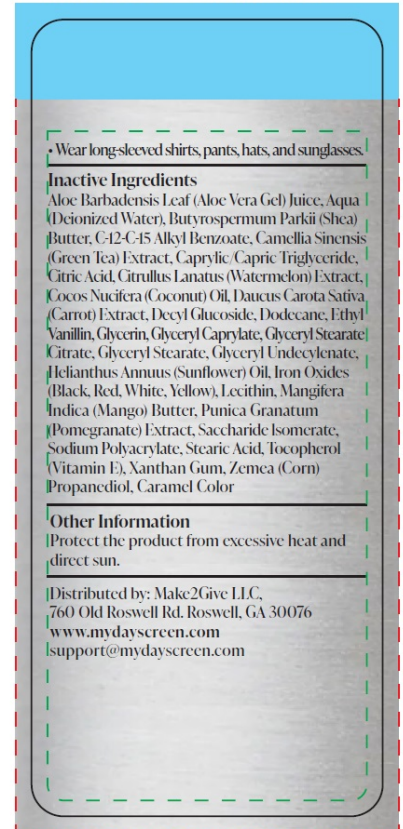 • Wear long-sleeved shirts, pants, hats, and sunglasses.
Inactive Ingredients
Aloe Barbadensis Leaf (Aloe Vera Gel) Juice, Aqua
(Deionized Water), Butyrospermum Parkii (Shea)
Butter, C-12-C-15 Alkyl Benzoate, Camellia Sinensis
(Green Tea) Extract, Caprylic/Capric Triglyceride,
Citric Acid, Citrullus Lanatus (Watermelon) Extract,
Cocos Nucifera (Coconut) Oil, Daucus Carota Sativa
(Carrot) Extract, Decyl Glucoside, Dodecane, Ethyl
Vanillin, Glycerin, Glyceryl Caprylate, Glyceryl Stearate
Citrate, Glyceryl Stearate, Glyceryl Undecylenate,
Helianthus Annuus (Sunflower) Oil, Iron Oxides
(Black, Red, White, Yellow), Lecithin, Mangifera
Indica (Mango) Butter, Punica Granatum
(Pomegranate) Extract, Saccharide Isomerate,
Sodium Polyacrylate, Stearic Acid, Tocopherol
(Vitamin E), Xanthan Gum, Zemea (Corn)
Propanediol, Caramel Color
Other Information
Protect the product from excessive heat and
direct sun.
Distributed by: Make2Give LLC,
760 Old Roswell Rd. Roswell, GA 30076
www.mydayscreen.com
support@mydayscreen.com